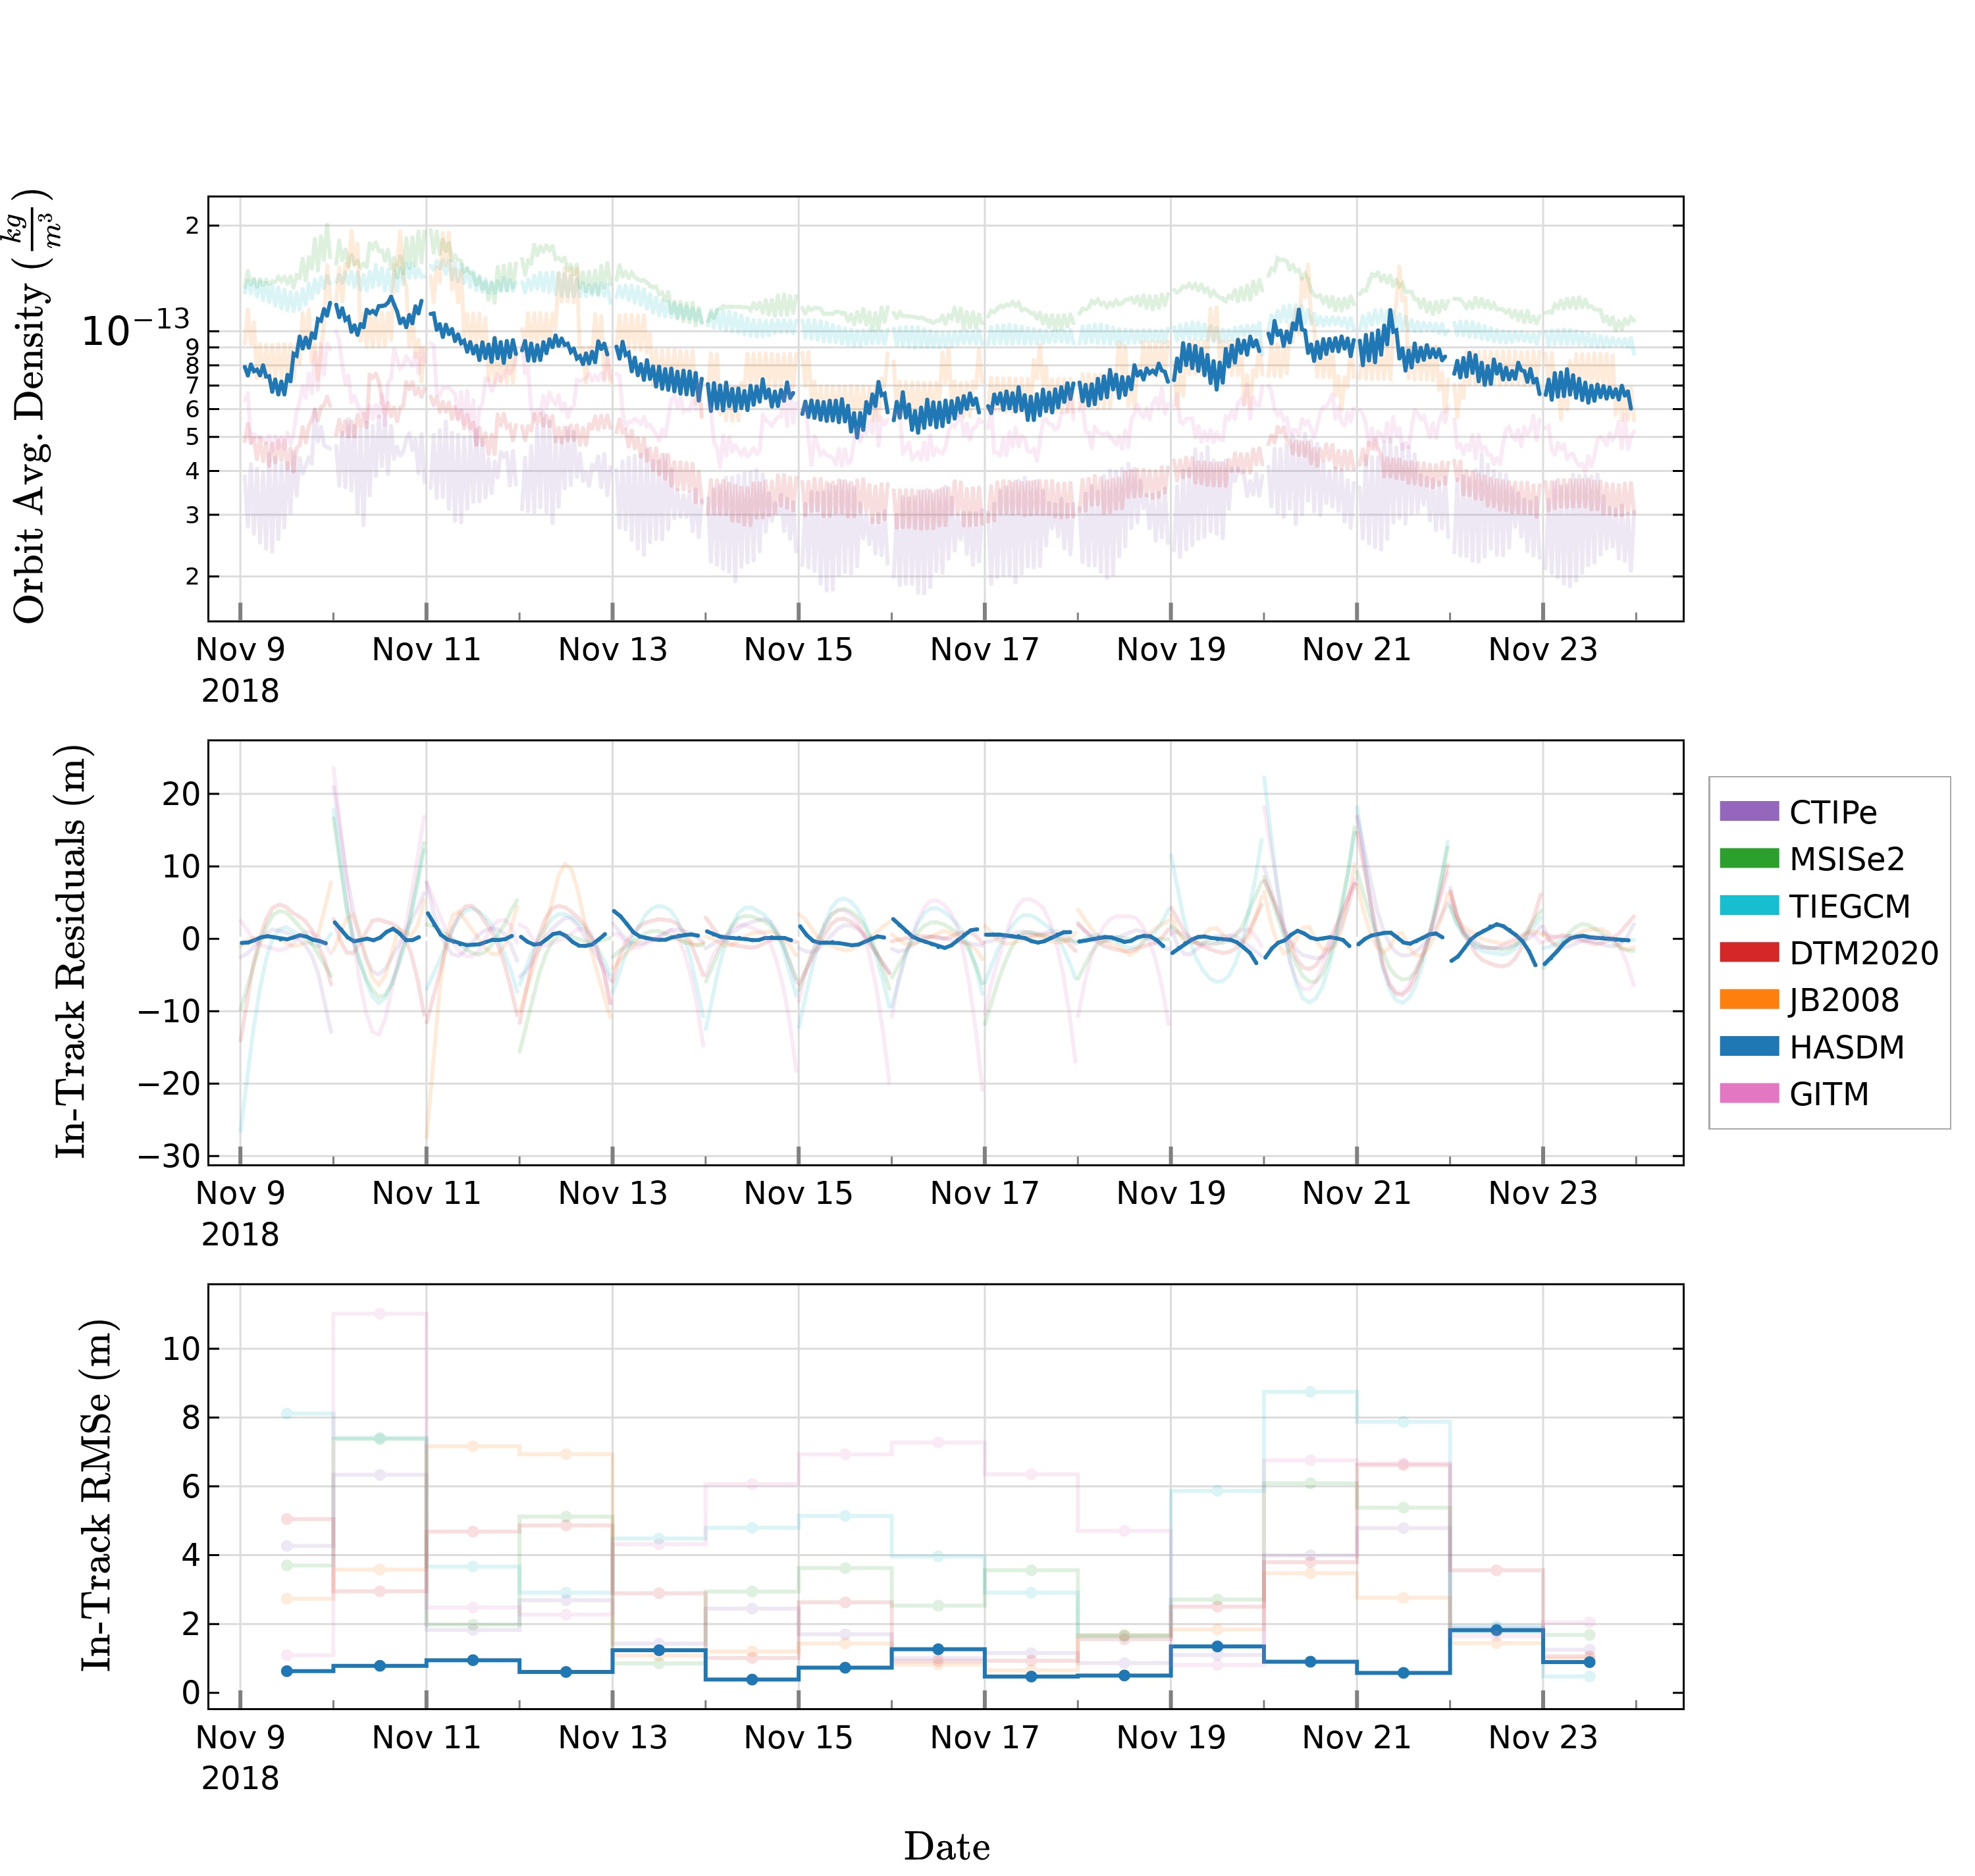 Orbit Avg. Density (kg/m³)
2
10⁻¹³
9
8
7
6
5
4
3
2
Nov 9 Nov 11 Nov 13 Nov 15 Nov 17 Nov 19 Nov 21 Nov 23
2018
In-Track Residuals (m)
20
10
0
−10
−20
−30
Nov 9 Nov 11 Nov 13 Nov 15 Nov 17 Nov 19 Nov 21 Nov 23
2018
CTIPe
MSISe2
TIEGCM
DTM2020
JB2008
HASDM
GITM
In-Track RMSe (m)
10
8
6
4
2
0
Nov 9 Nov 11 Nov 13 Nov 15 Nov 17 Nov 19 Nov 21 Nov 23
2018
Date